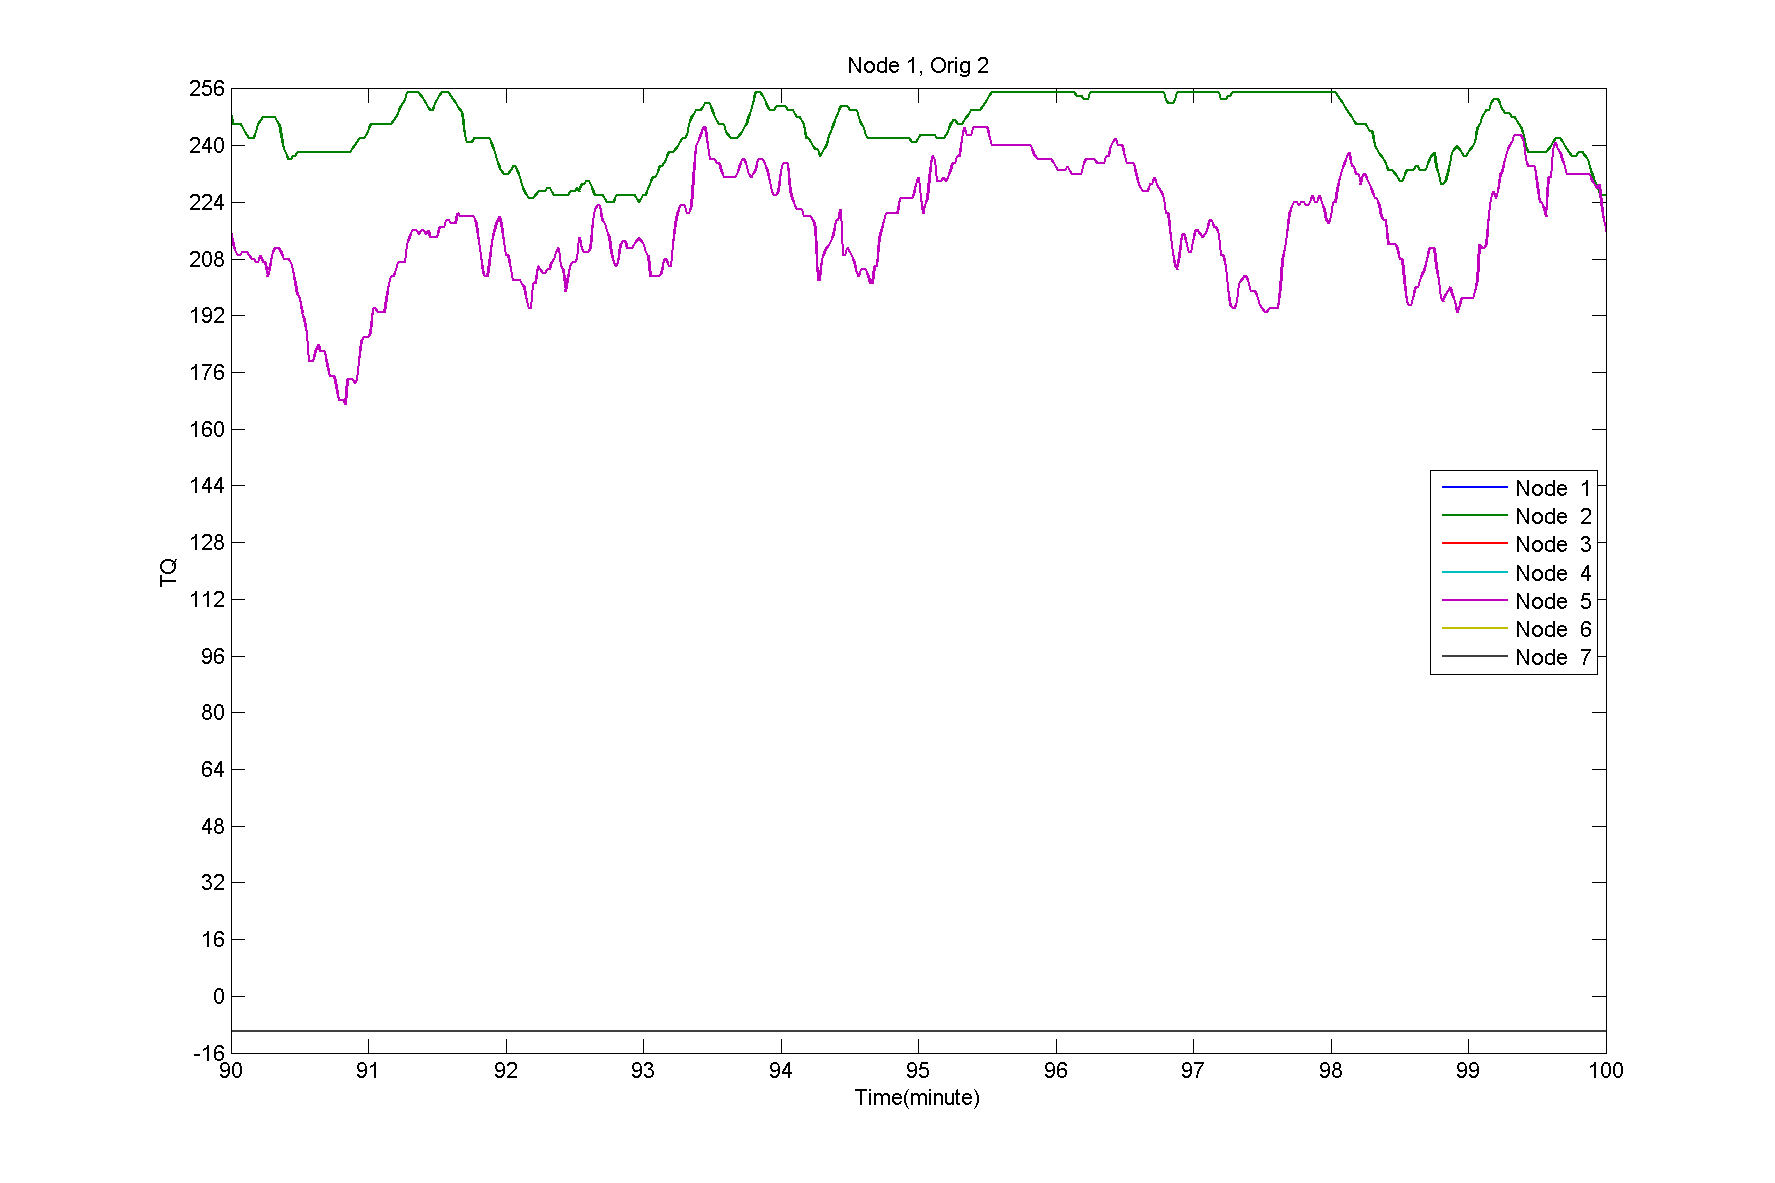 Node 1, Orig 2
256
240
224
208
192
176
160
144
128
112
96
80
64
48
32
16
0
-16
TQ
Node 1
Node 2
Node 3
Node 4
Node 5
Node 6
Node 7
90 91 92 93 94 95 96 97 98 99 100
Time(minute)